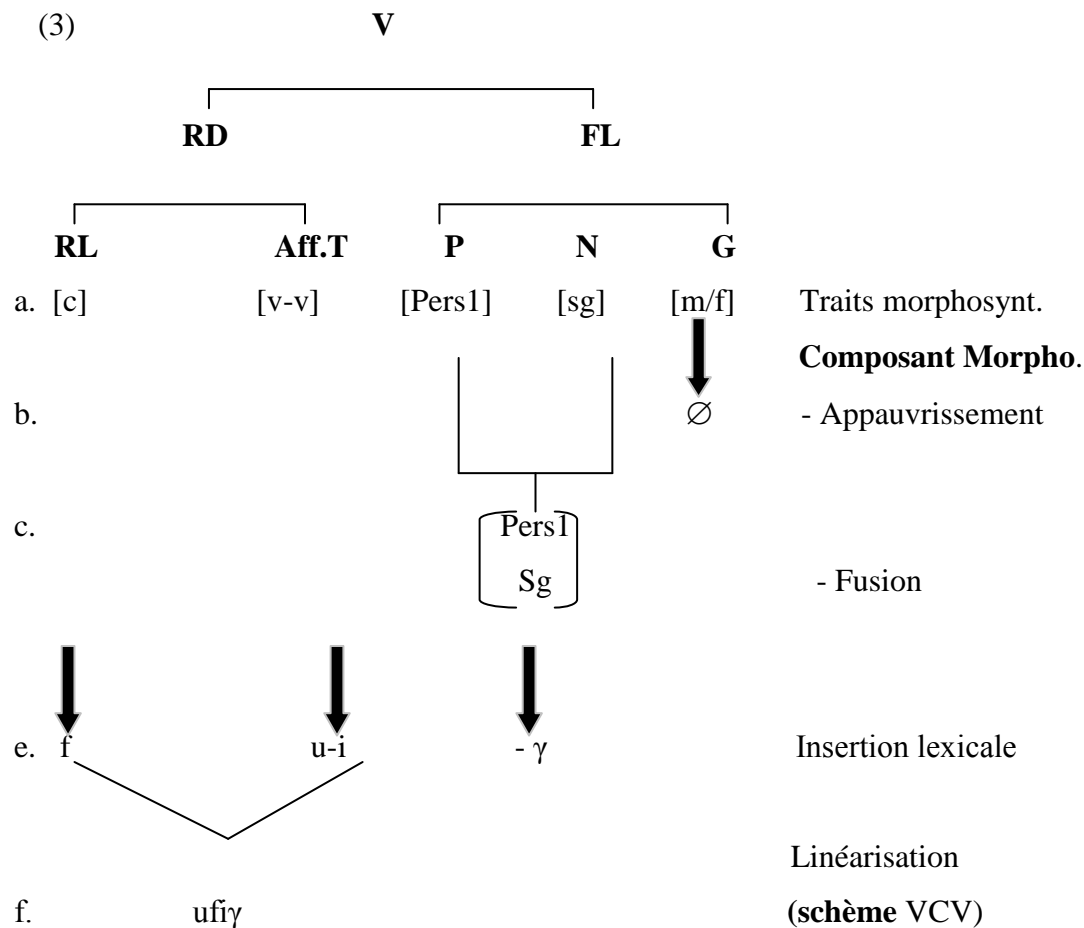 (3) V
RD FL
RL Aff.T P N G
a. [c] [v-v] [Pers1] [sg] [m/f] Traits morphosynt.
Composant Morpho.
b. ∅ - Appauvrissement
c. Pers1
Sg - Fusion
e. f u-i - γ Insertion lexicale
Linéarisation
f. ufiγ (schème VCV)